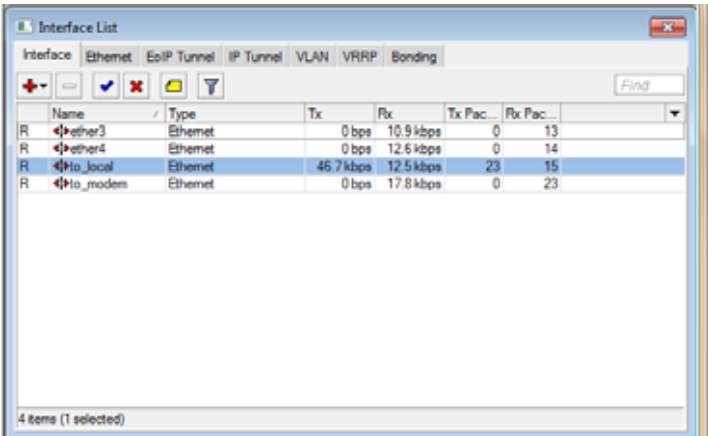 Interface List
Interface Ethernet EoIP Tunnel IP Tunnel VLAN VRRP Bonding
Find
Name / Type Tx Rx Tx Pac... Rx Pac...
R ether3 Ethernet 0 bps 10.9 kbps 0 13
R ether4 Ethernet 0 bps 12.6 kbps 0 14
R to_local Ethernet 46.7 kbps 12.5 kbps 23 15
R to_modem Ethernet 0 bps 17.8 kbps 0 23
4 items (1 selected)